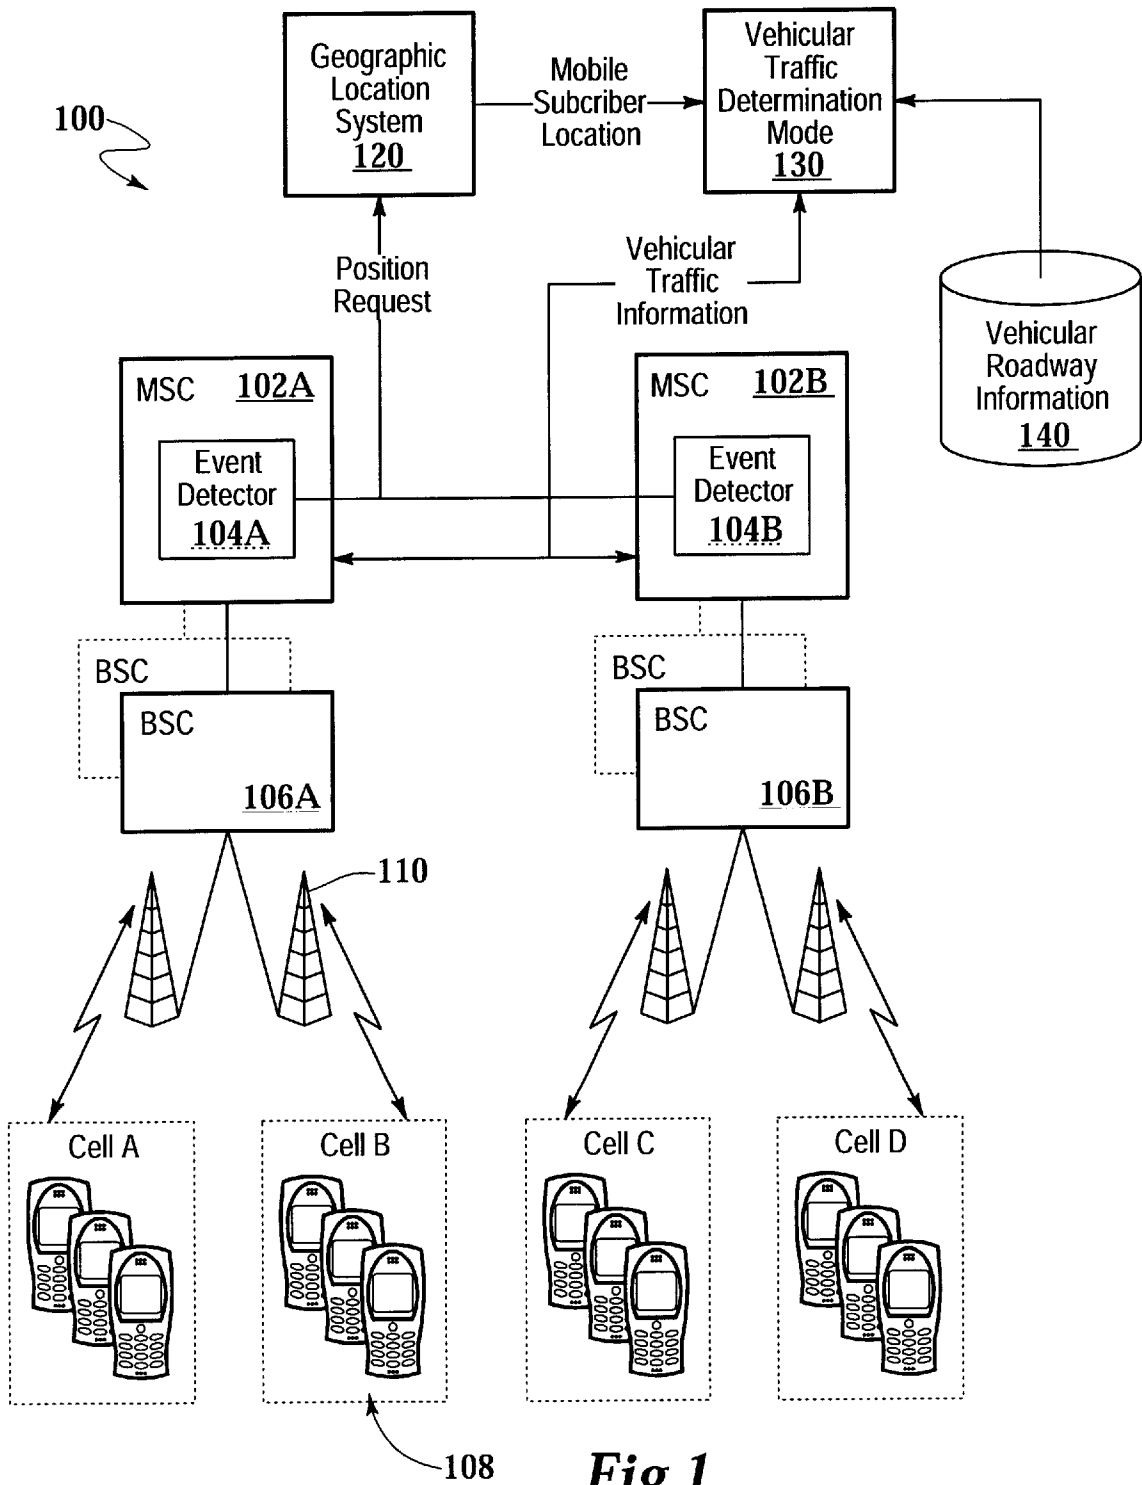 Geographic
Location
System
120
Mobile
Subcriber
Location
Vehicular
Traffic
Determination
Mode
130
100
Position
Request
Vehicular
Traffic
Information
Vehicular
Roadway
Information
140
MSC 102A
Event
Detector
104A
MSC 102B
Event
Detector
104B
BSC
BSC
106A
BSC
BSC
106B
110
Cell A
Cell B
Cell C
Cell D
108
Fig 1